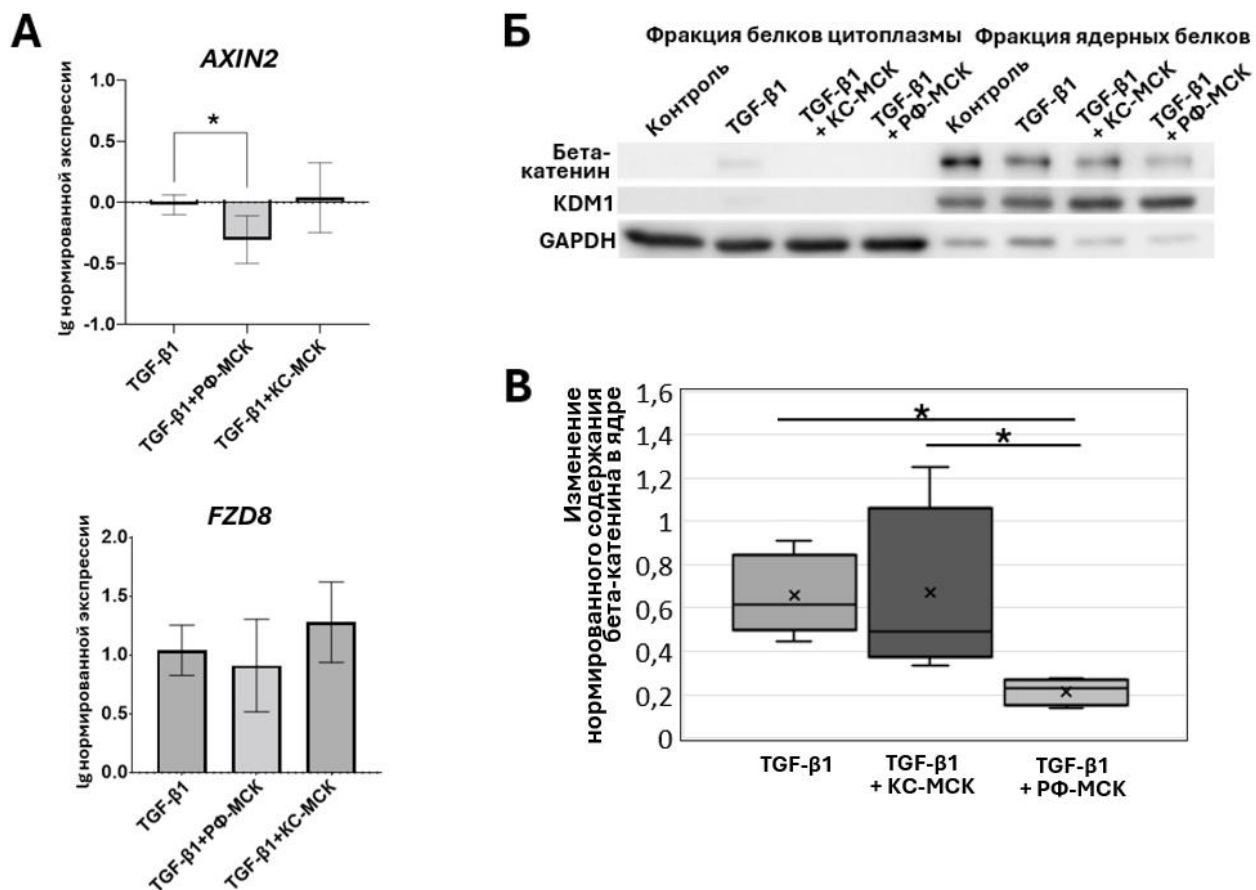 А
AXIN2
lg нормированной экспрессии
1.0
0.5
0.0
-0.5
-1.0
*
TGF-β1
TGF-β1+РФ-МСК
TGF-β1+КС-МСК
FZD8
lg нормированной экспрессии
2.0
1.5
1.0
0.5
0.0
TGF-β1
TGF-β1+РФ-МСК
TGF-β1+КС-МСК
Б
Фракция белков цитоплазмы
Фракция ядерных белков
Контроль
TGF-β1
TGF-β1
+ КС-МСК
TGF-β1
+ РФ-МСК
Контроль
TGF-β1
TGF-β1
+ КС-МСК
TGF-β1
+ РФ-МСК
Бета-
катенин
KDM1
GAPDH
В
Изменение
нормированного содержания
бета-катенина в ядре
1,6
1,4
1,2
1
0,8
0,6
0,4
0,2
0
*
*
TGF-β1
TGF-β1
+ КС-МСК
TGF-β1
+ РФ-МСК